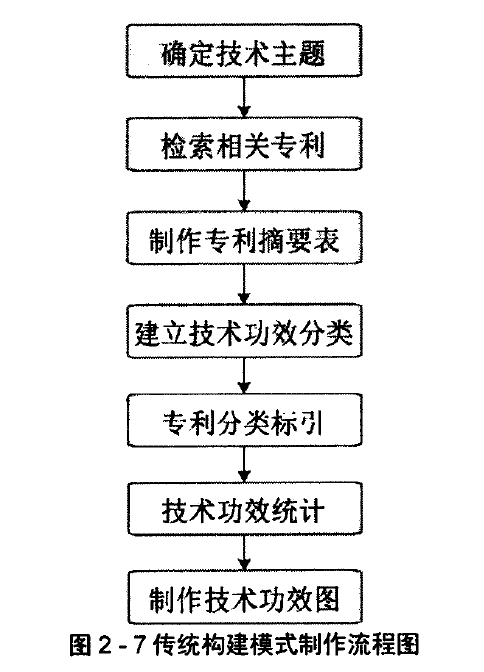 确定技术主题
检索相关专利
制作专利摘要表
建立技术功效分类
专利分类标引
技术功效统计
制作技术功效图
图 2 - 7 传统构建模式制作流程图